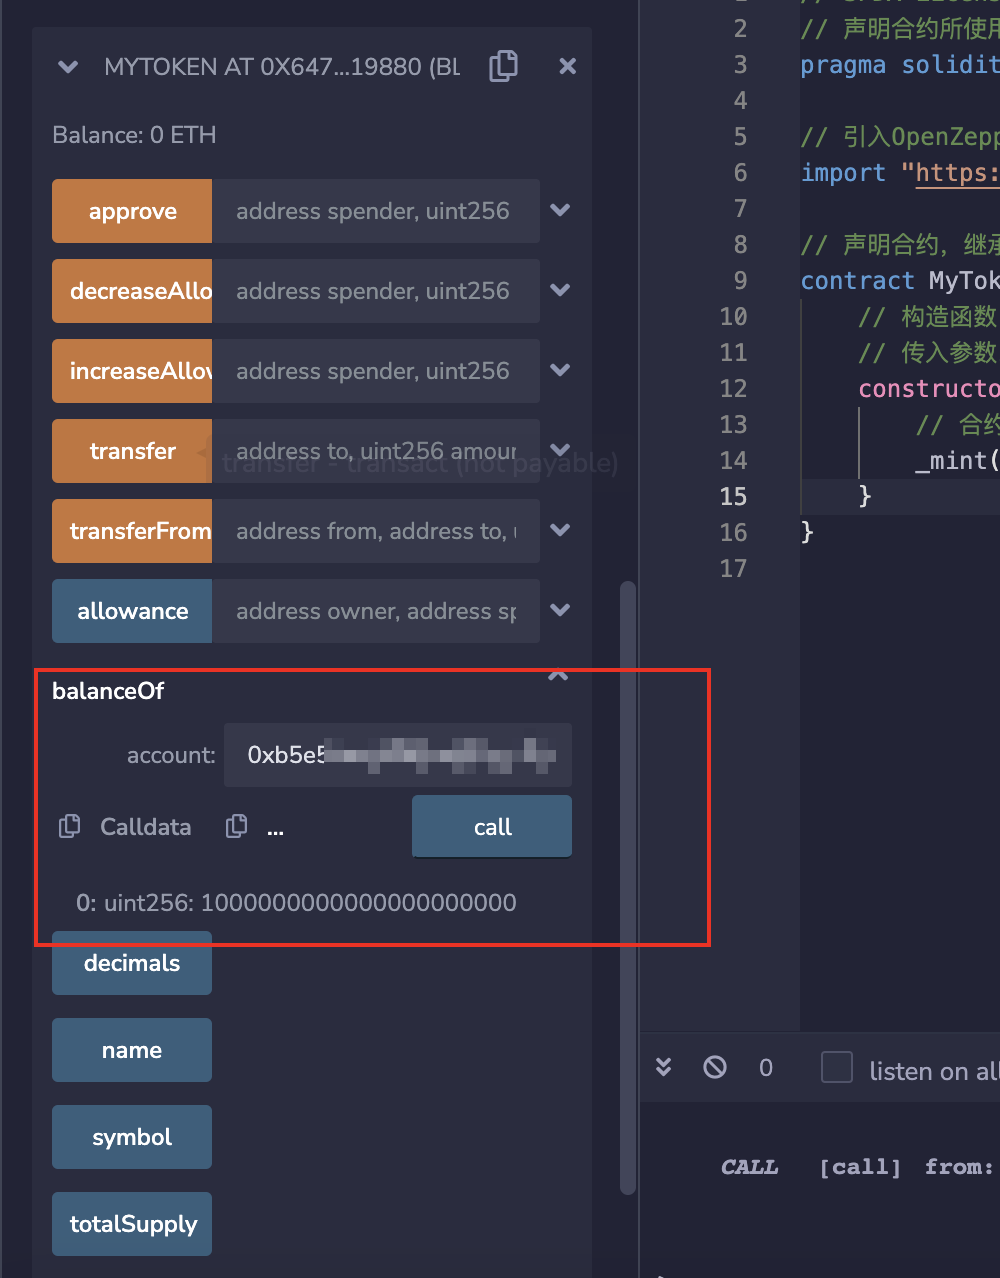 MYTOKEN AT 0X647...19880 (BL
Balance: 0 ETH
approve address spender, uint256
decreaseAllo address spender, uint256
increaseAllow address spender, uint256
transfer address to, uint256 amour
transfer - transact (not payable)
transferFrom address from, address to, u
allowance address owner, address sp
balanceOf
account: 0xb5e5
Calldata ...
call
0: uint256: 1000000000000000000000
decimals
name
symbol
totalSupply
2 // 声明合约所使用
3 pragma solidit
4
5 // 引入OpenZepp
6 import "https:
7
8 // 声明合约，继承
9 contract MyTok
10 // 构造函数
11 // 传入参数
12 constructo
13 // 合约
14 _mint(
15 }
16 }
17
0 listen on all
CALL [call] from: